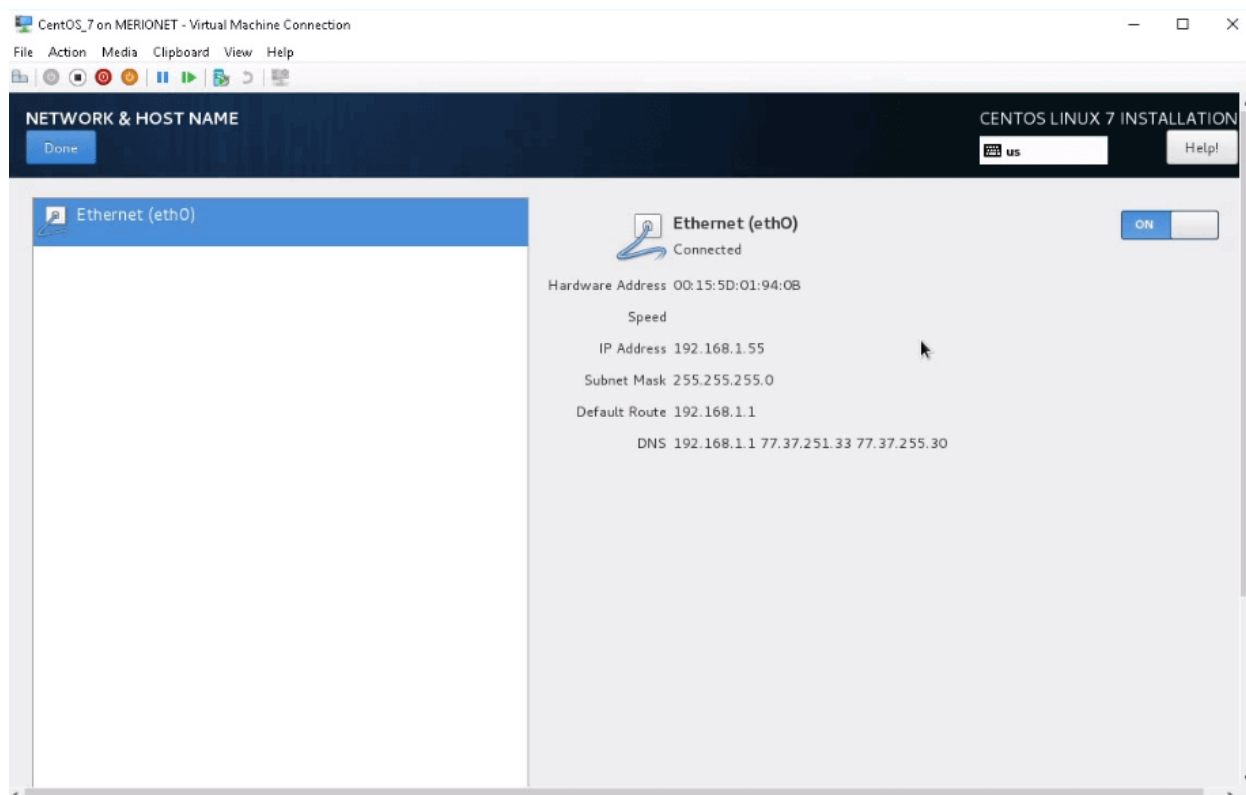 CentOS_7 on MERIONET - Virtual Machine Connection
File Action Media Clipboard View Help
NETWORK & HOST NAME
CENTOS LINUX 7 INSTALLATION
Done
us
Help!
Ethernet (eth0)
Ethernet (eth0)
Connected
ON
Hardware Address 00:15:5D:01:94:0B
Speed
IP Address 192.168.1.55
Subnet Mask 255.255.255.0
Default Route 192.168.1.1
DNS 192.168.1.1 77.37.251.33 77.37.255.30